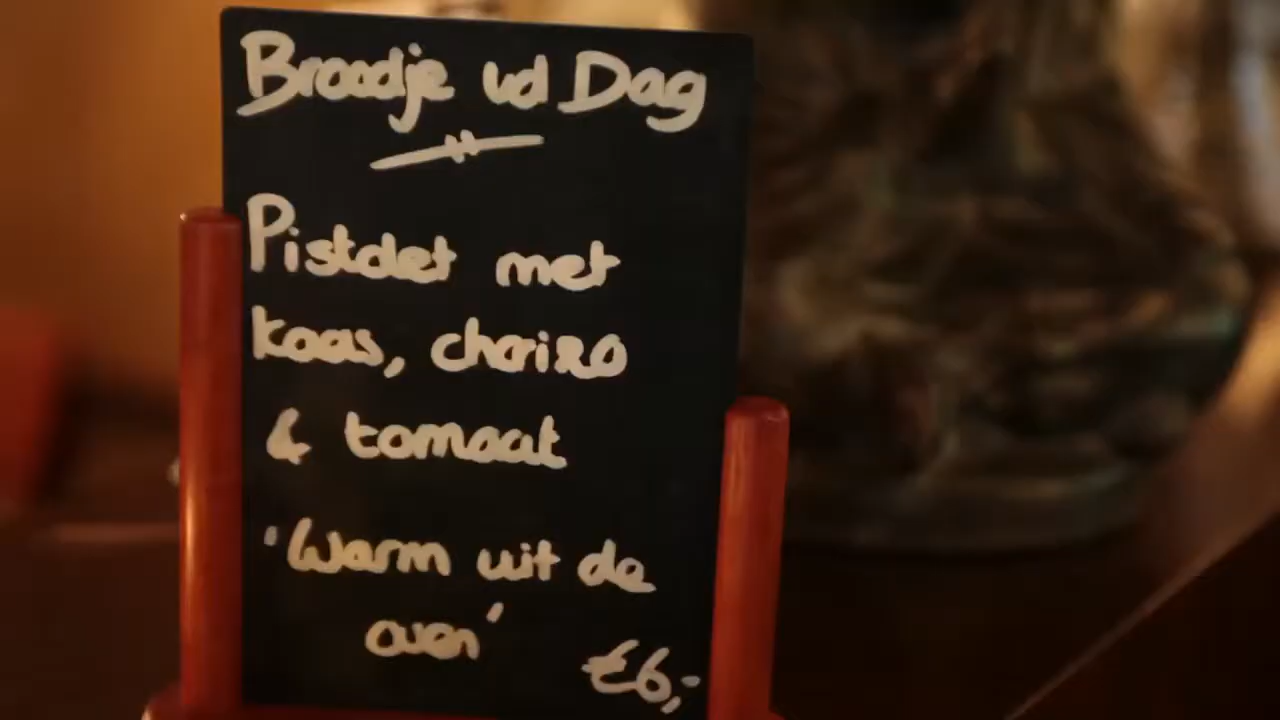 Broodje vd Dag
Pistolet met
kaas, chorizo
& tomaat
'Warm uit de
oven'
€6,-